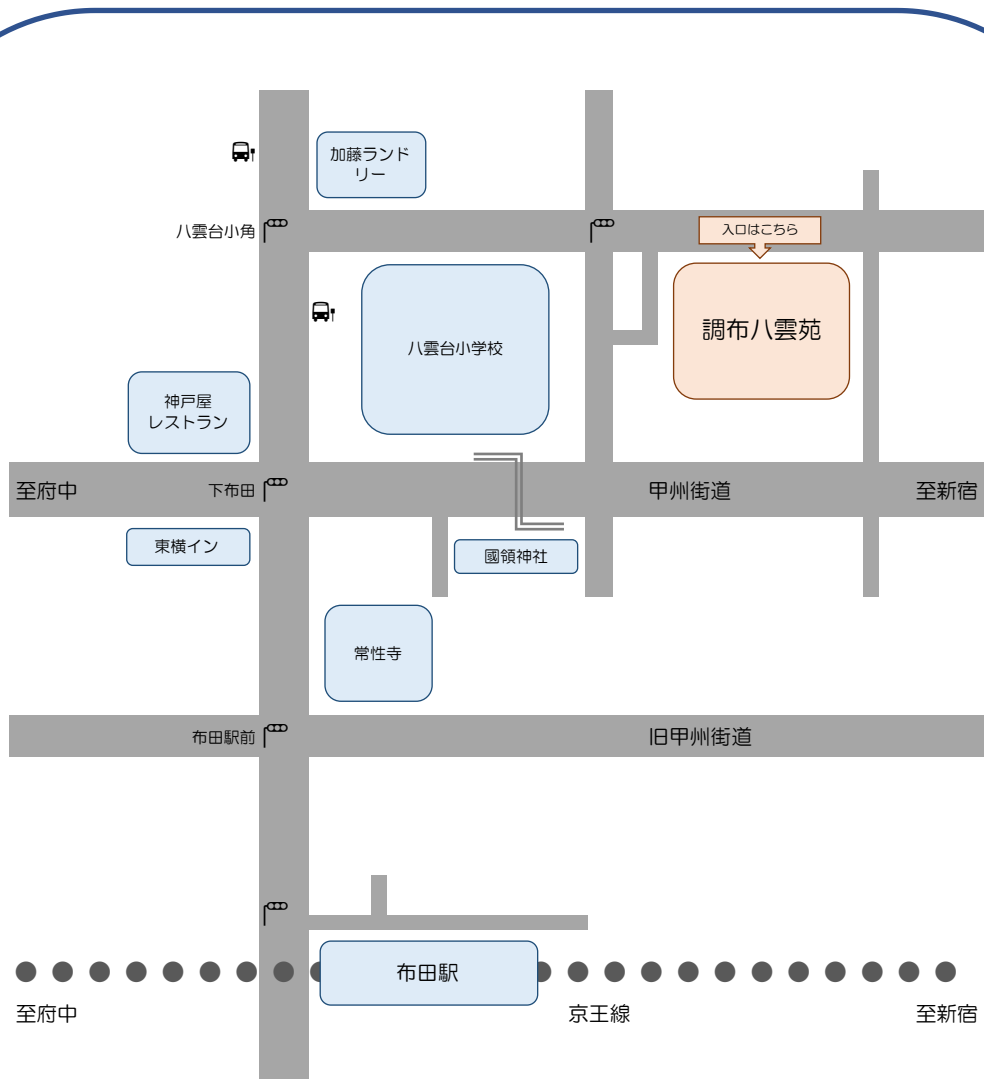 加藤ランド
リー
八雲台小角
入口はこちら
調布八雲苑
八雲台小学校
神戸屋
レストラン
至府中
下布田
甲州街道
至新宿
東横イン
國領神社
常性寺
布田駅前
旧甲州街道
布田駅
至府中
京王線
至新宿